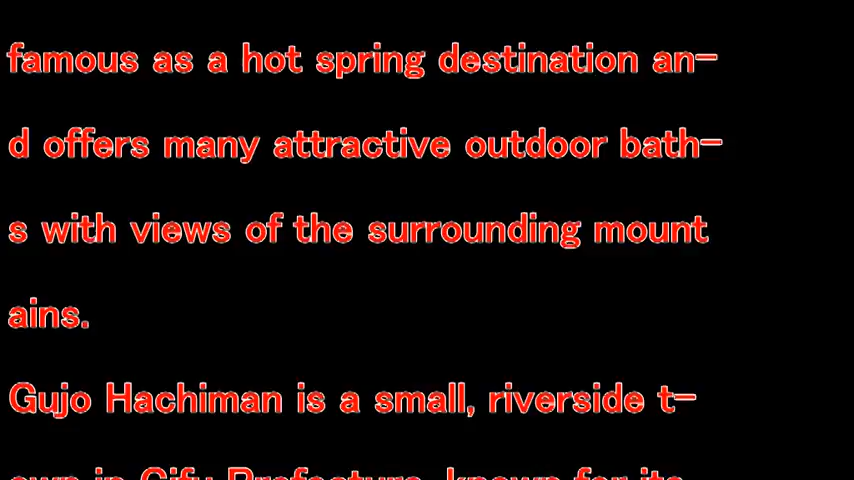 famous as a hot spring destination an-
d offers many attractive outdoor bath-
s with views of the surrounding mount
ains.
Gujo Hachiman is a small, riverside t-
own in Gifu Prefecture, known for its